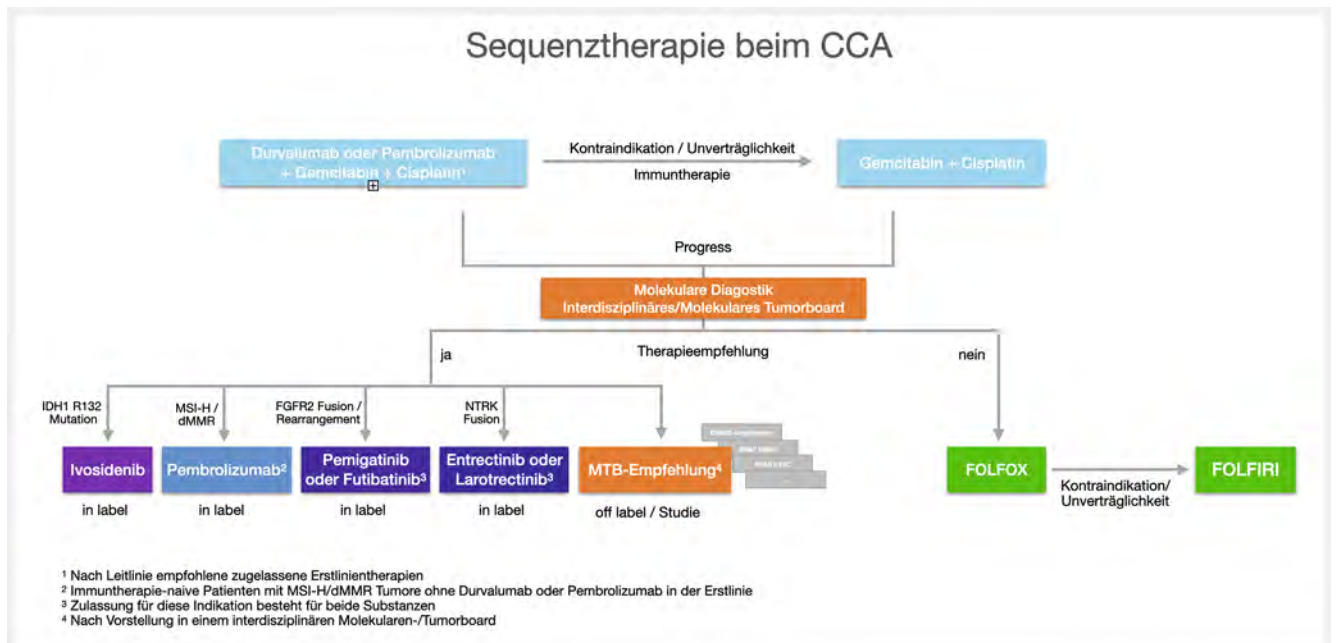 Sequenztherapie beim CCA
Durvalumab oder Pembrolizumab
+ Gemcitabin + Cisplatin¹
Kontraindikation / Unverträglichkeit
Immuntherapie
Gemcitabin + Cisplatin
Progress
Molekulare Diagnostik
Interdisziplinäres/Molekulares Tumorboard
ja
Therapieempfehlung
nein
IDH1 R132
Mutation
MSI-H /
dMMR
FGFR2 Fusion /
Rearrangement
NTRK
Fusion
Ivosidenib
Pembrolizumab²
Pemigatinib
oder Futibatinib³
Entrectinib oder
Larotrectinib³
MTB-Empfehlung⁴
FOLFOX
Kontraindikation/
Unverträglichkeit
FOLFIRI
in label
in label
in label
in label
off label / Studie
¹ Nach Leitlinie empfohlene zugelassene Erstlinientherapien
² Immuntherapie-naive Patienten mit MSI-H/dMMR Tumore ohne Durvalumab oder Pembrolizumab in der Erstlinie
³ Zulassung für diese Indikation besteht für beide Substanzen
⁴ Nach Vorstellung in einem interdisziplinären Molekularen-/Tumorboard